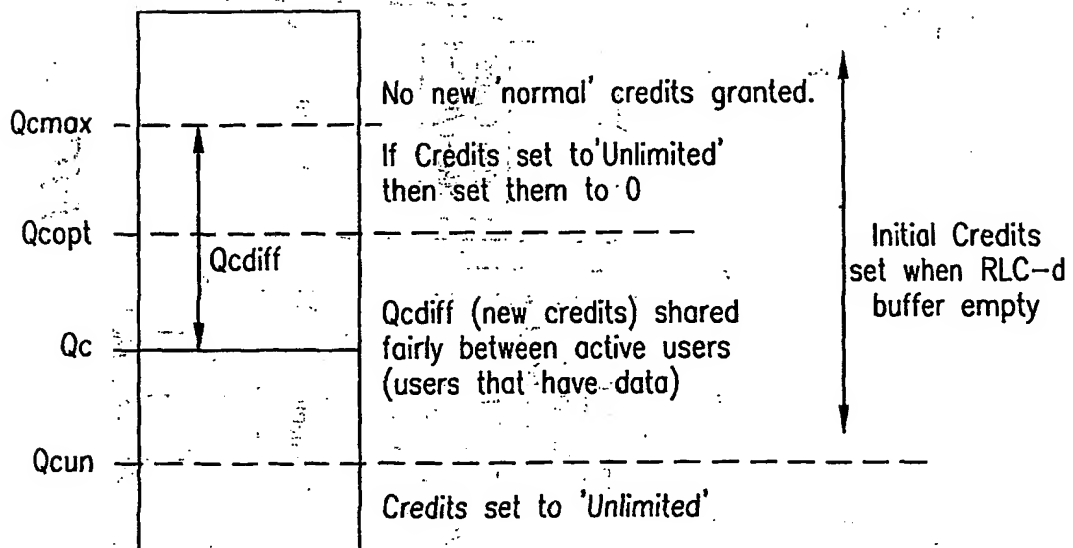 No new 'normal' credits granted.
Qcmax
If Credits set to 'Unlimited'
then set them to 0
Qcopt
Qcdiff
Initial Credits
set when RLC-d
buffer empty
Qcdiff (new credits) shared
fairly between active users
(users that have data)
Qc
Qcun
Credits set to 'Unlimited'